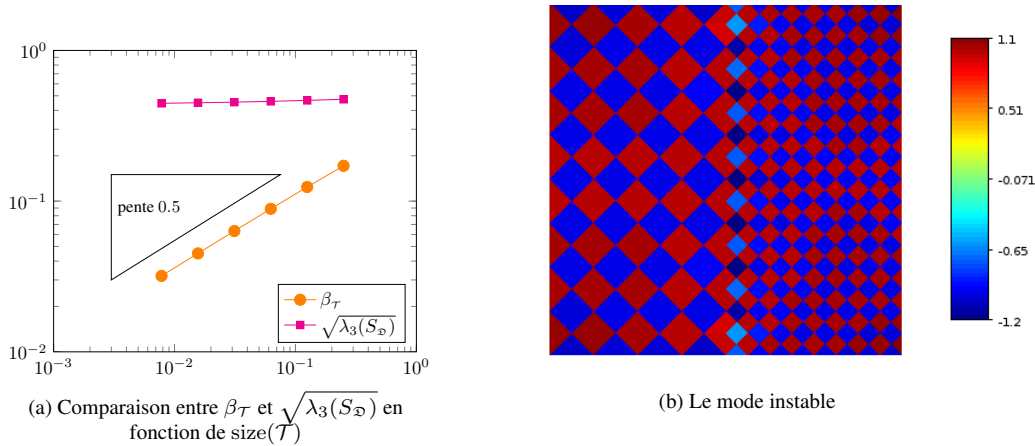 10^0
10^{-1}
10^{-2}
pente 0.5
β_𝒯
√λ_3(S_𝔇)
10^{-3}
10^{-2}
10^{-1}
10^0
(a) Comparaison entre β_𝒯 et √λ_3(S_𝔇) en
fonction de size(𝒯)
1.1
0.51
-0.071
-0.65
-1.2
(b) Le mode instable